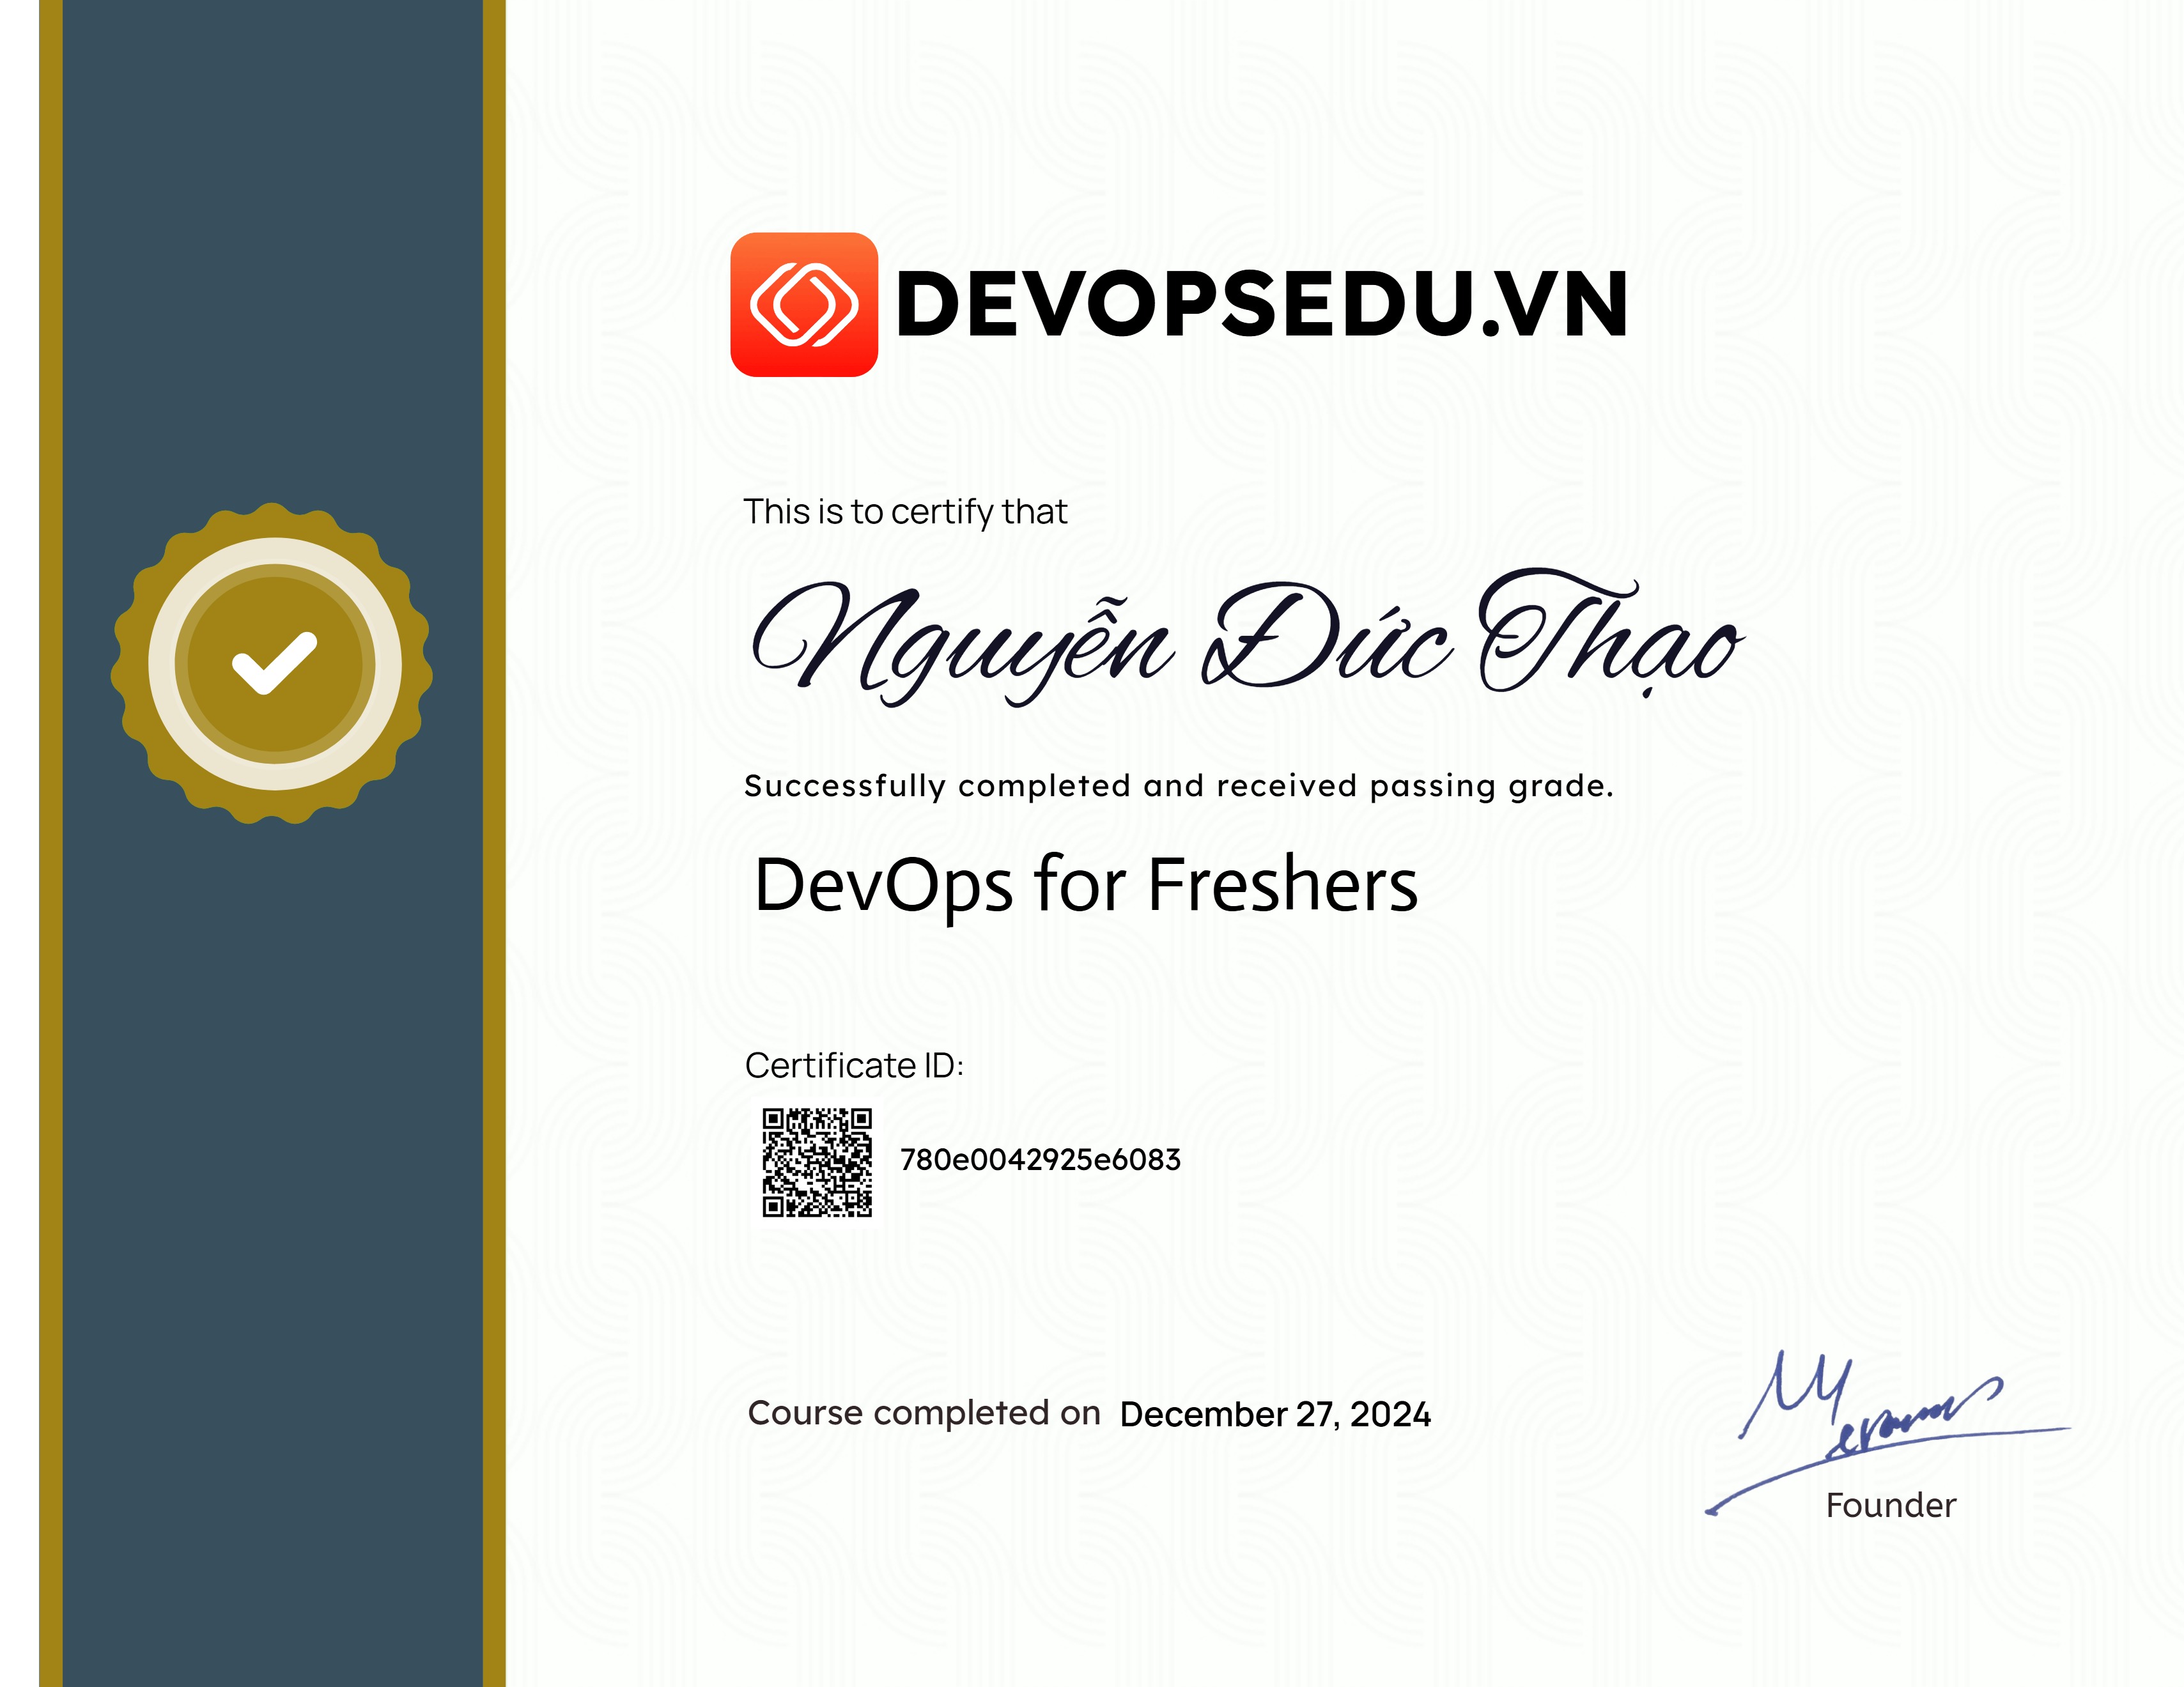 DEVOPSEDU.VN
This is to certify that
Nguyễn Đức Thạo
Successfully completed and received passing grade.
DevOps for Freshers
Certificate ID:
780e0042925e6083
Course completed on December 27, 2024
Founder